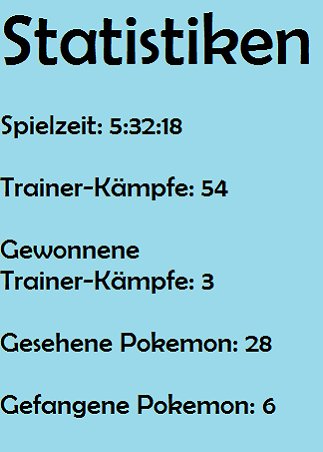 Statistiken
Spielzeit: 5:32:18
Trainer-Kämpfe: 54
Gewonnene
Trainer-Kämpfe: 3
Gesehene Pokemon: 28
Gefangene Pokemon: 6